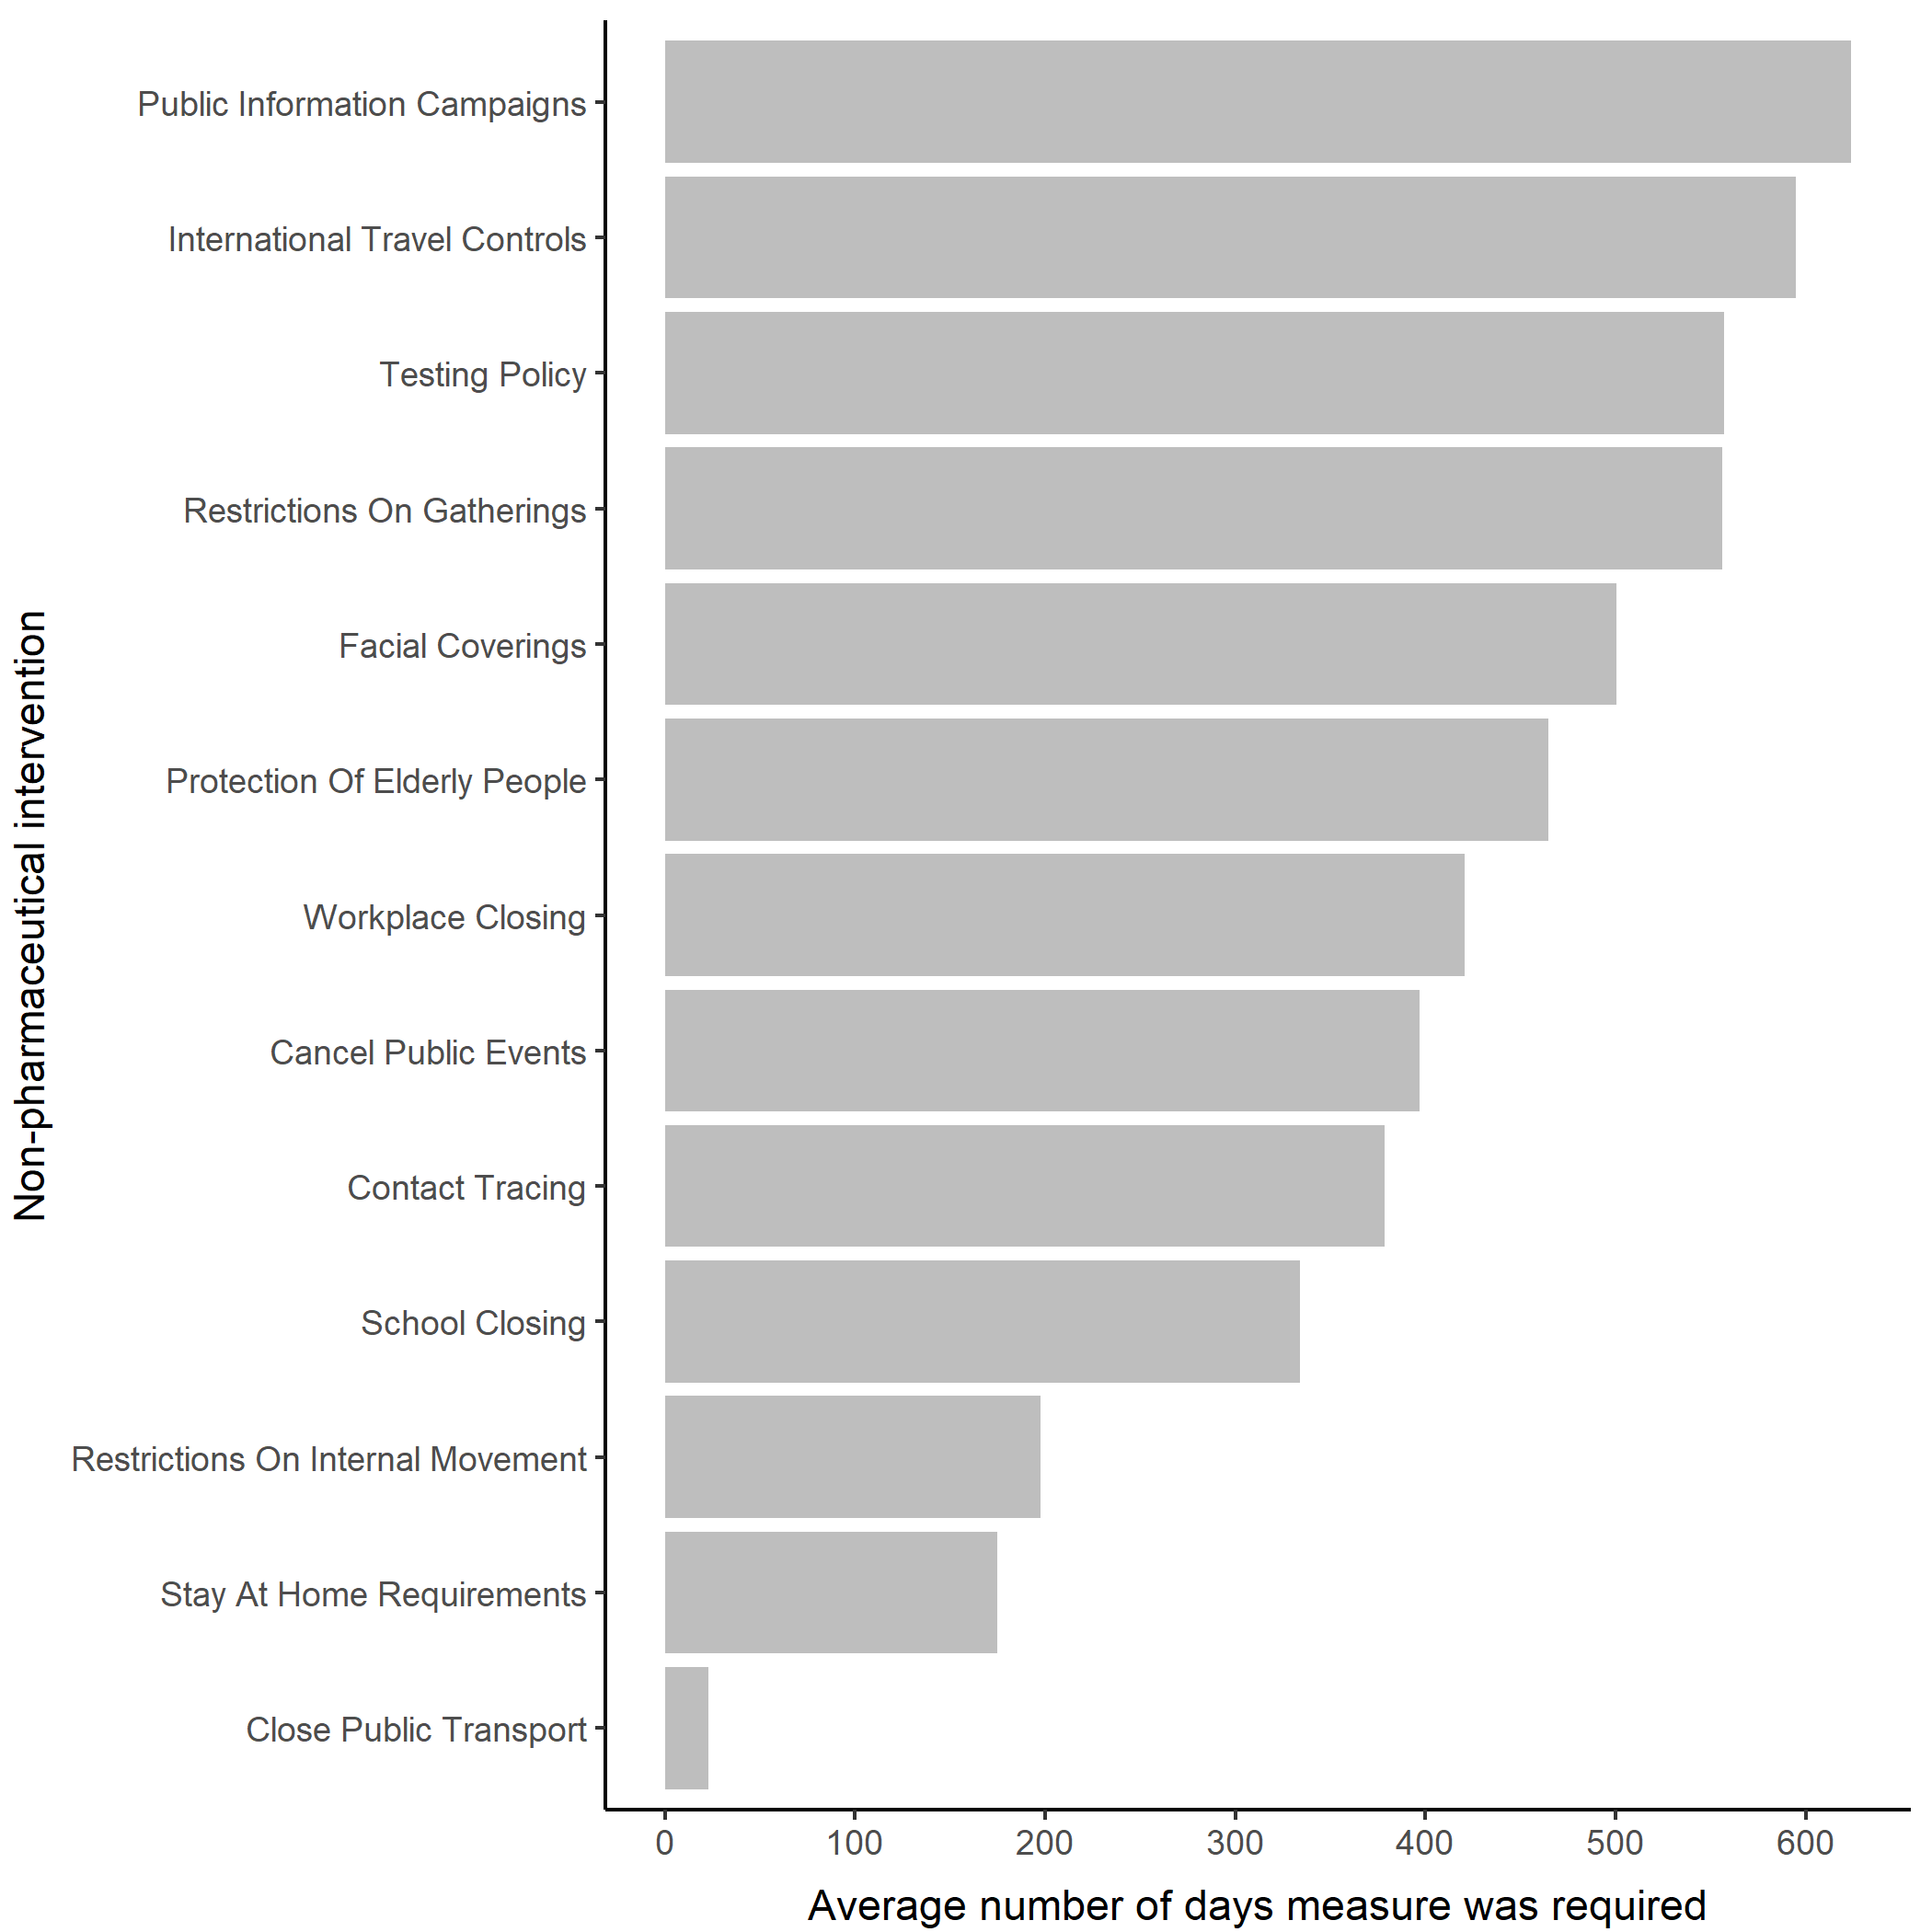 Non-pharmaceutical intervention
Public Information Campaigns
International Travel Controls
Testing Policy
Restrictions On Gatherings
Facial Coverings
Protection Of Elderly People
Workplace Closing
Cancel Public Events
Contact Tracing
School Closing
Restrictions On Internal Movement
Stay At Home Requirements
Close Public Transport
0 100 200 300 400 500 600
Average number of days measure was required